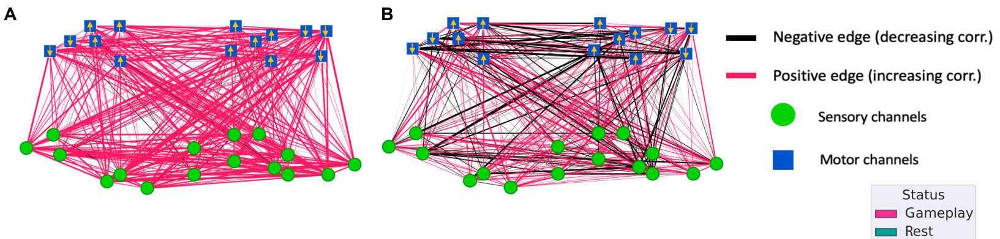 A
B
Negative edge (decreasing corr.)
Positive edge (increasing corr.)
Sensory channels
Motor channels
Status
Gameplay
Rest